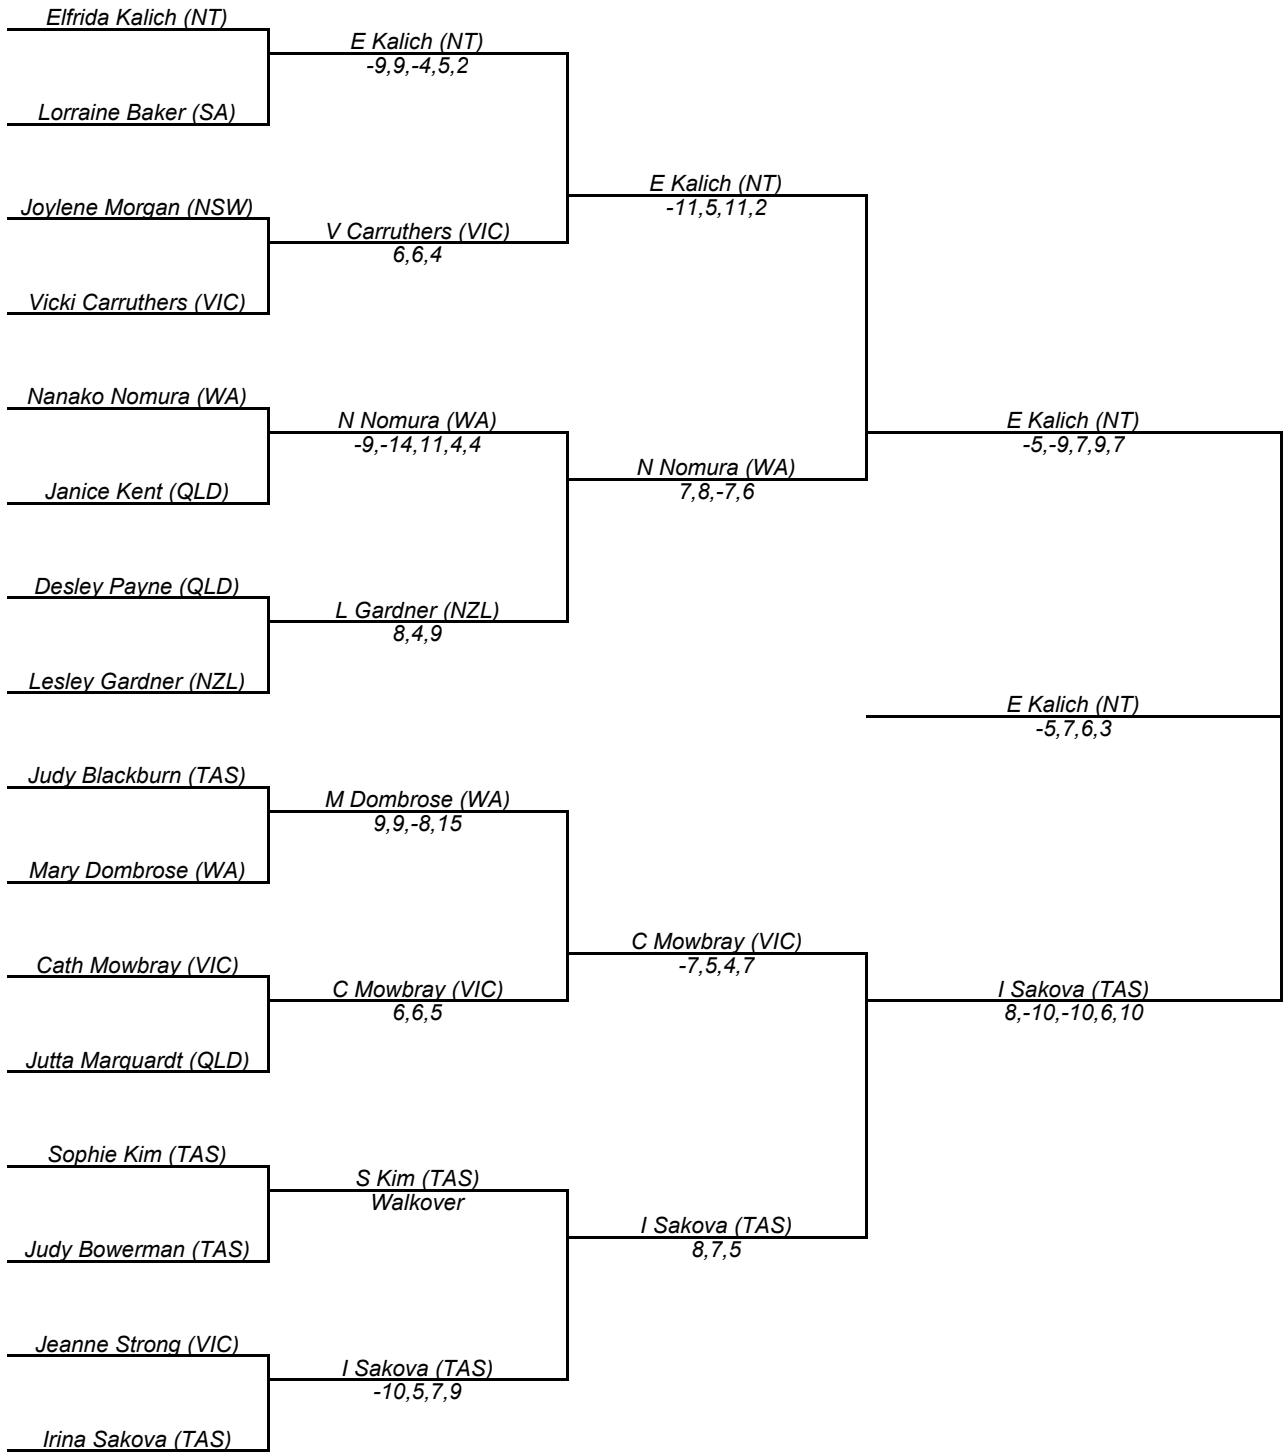 Elfrida Kalich (NT)
E Kalich (NT)
-9,9,-4,5,2
Lorraine Baker (SA)
E Kalich (NT)
-11,5,11,2
Joylene Morgan (NSW)
V Carruthers (VIC)
6,6,4
Vicki Carruthers (VIC)
Nanako Nomura (WA)
N Nomura (WA)
-9,-14,11,4,4
E Kalich (NT)
-5,-9,7,9,7
N Nomura (WA)
7,8,-7,6
Janice Kent (QLD)
Desley Payne (QLD)
L Gardner (NZL)
8,4,9
Lesley Gardner (NZL)
E Kalich (NT)
-5,7,6,3
Judy Blackburn (TAS)
M Dombrose (WA)
9,9,-8,15
Mary Dombrose (WA)
C Mowbray (VIC)
-7,5,4,7
Cath Mowbray (VIC)
C Mowbray (VIC)
6,6,5
I Sakova (TAS)
8,-10,-10,6,10
Jutta Marquardt (QLD)
Sophie Kim (TAS)
S Kim (TAS)
Walkover
I Sakova (TAS)
8,7,5
Judy Bowerman (TAS)
Jeanne Strong (VIC)
I Sakova (TAS)
-10,5,7,9
Irina Sakova (TAS)